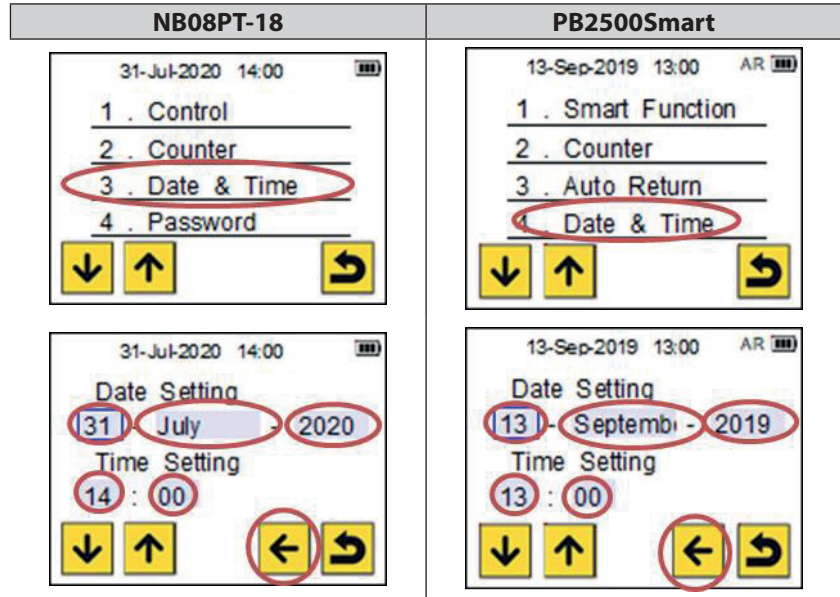 NB08PT-18
PB2500Smart
31-Jul-2020 14:00
1 . Control
2 . Counter
3 . Date & Time
4 . Password
13-Sep-2019 13:00 AR
1 . Smart Function
2 . Counter
3 . Auto Return
4 . Date & Time
31-Jul-2020 14:00
Date Setting
31 - July - 2020
Time Setting
14 : 00
13-Sep-2019 13:00 AR
Date Setting
13 - Septembe - 2019
Time Setting
13 : 00